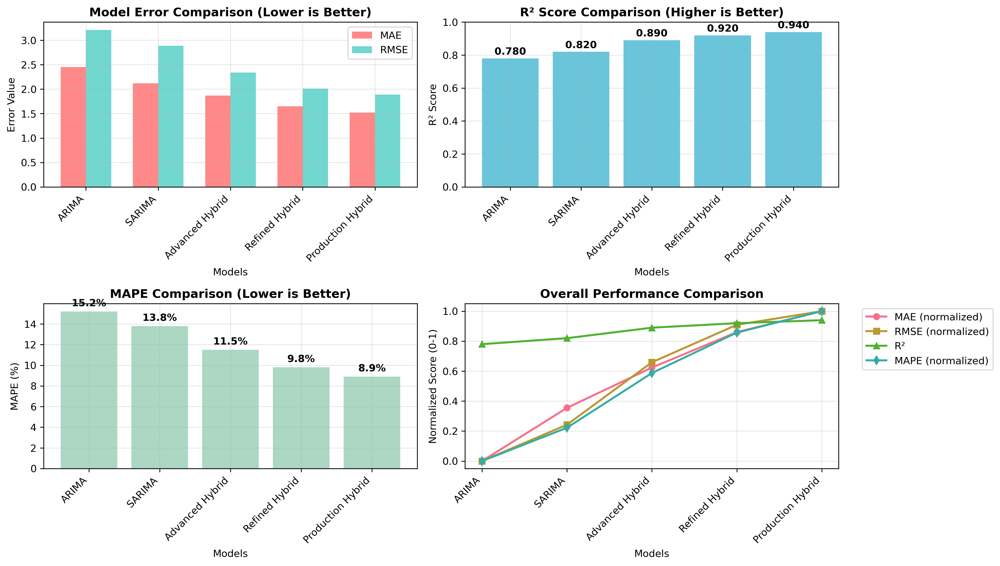 Model Error Comparison (Lower is Better)
Error Value
3.0
2.5
2.0
1.5
1.0
0.5
0.0
MAE
RMSE
ARIMA
SARIMA
Advanced Hybrid
Refined Hybrid
Production Hybrid
Models
R² Score Comparison (Higher is Better)
R² Score
1.0
0.8
0.6
0.4
0.2
0.0
0.780
0.820
0.890
0.920
0.940
ARIMA
SARIMA
Advanced Hybrid
Refined Hybrid
Production Hybrid
Models
MAPE Comparison (Lower is Better)
MAPE (%)
14
12
10
8
6
4
2
0
15.2%
13.8%
11.5%
9.8%
8.9%
ARIMA
SARIMA
Advanced Hybrid
Refined Hybrid
Production Hybrid
Models
Overall Performance Comparison
Normalized Score (0-1)
1.0
0.8
0.6
0.4
0.2
0.0
ARIMA
SARIMA
Advanced Hybrid
Refined Hybrid
Production Hybrid
Models
MAE (normalized)
RMSE (normalized)
R²
MAPE (normalized)